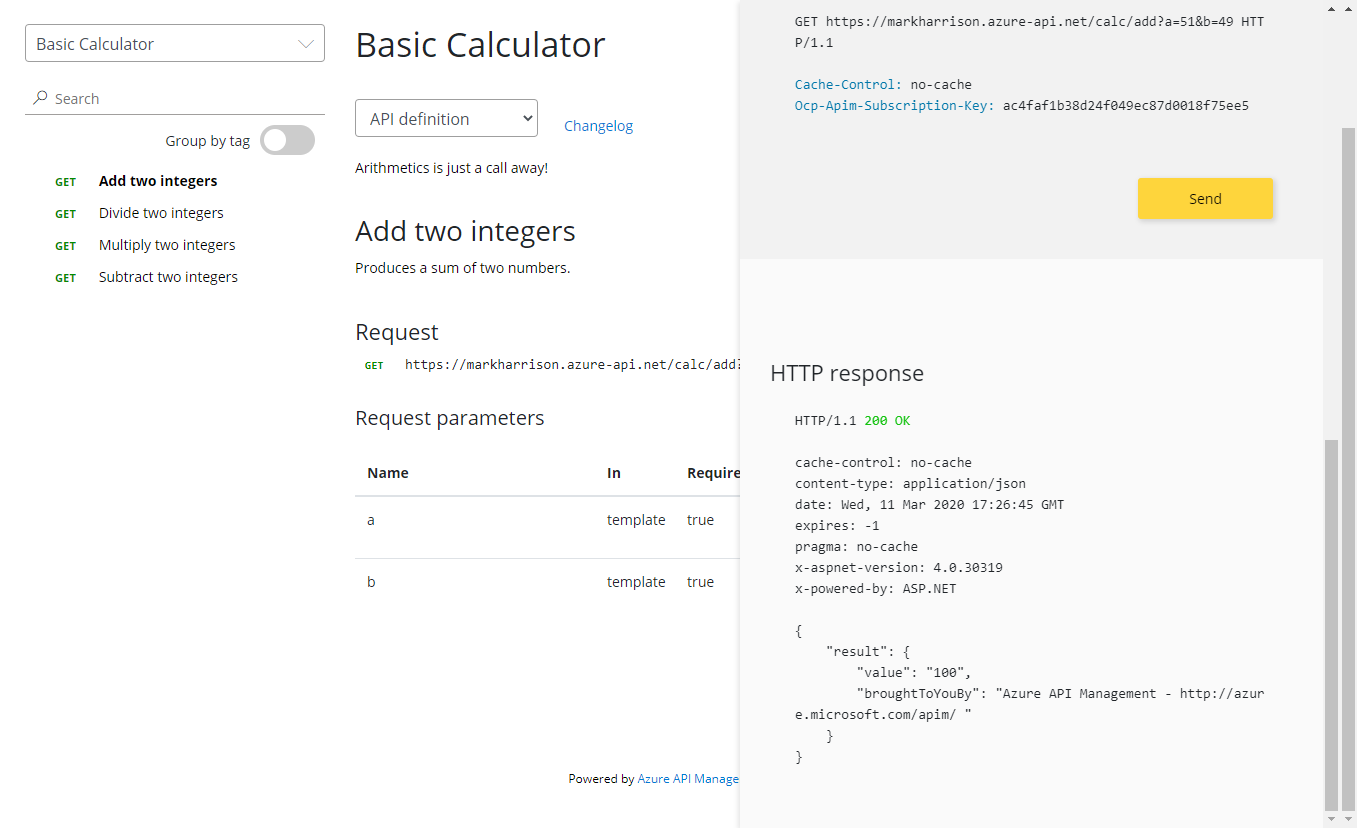 Basic Calculator
Search
Group by tag
GET Add two integers
GET Divide two integers
GET Multiply two integers
GET Subtract two integers
Basic Calculator
API definition
Changelog
Arithmetics is just a call away!
Add two integers
Produces a sum of two numbers.
Request
GET https://markharrison.azure-api.net/calc/add?
Request parameters
Name In Require
a template true
b template true
Powered by Azure API Manage
GET https://markharrison.azure-api.net/calc/add?a=51&b=49 HTT
P/1.1
Cache-Control: no-cache
Ocp-Apim-Subscription-Key: ac4faf1b38d24f049ec87d0018f75ee5
Send
HTTP response
HTTP/1.1 200 OK
cache-control: no-cache
content-type: application/json
date: Wed, 11 Mar 2020 17:26:45 GMT
expires: -1
pragma: no-cache
x-aspnet-version: 4.0.30319
x-powered-by: ASP.NET
{
"result": {
"value": "100",
"broughtToYouBy": "Azure API Management - http://azur
e.microsoft.com/apim/ "
}
}